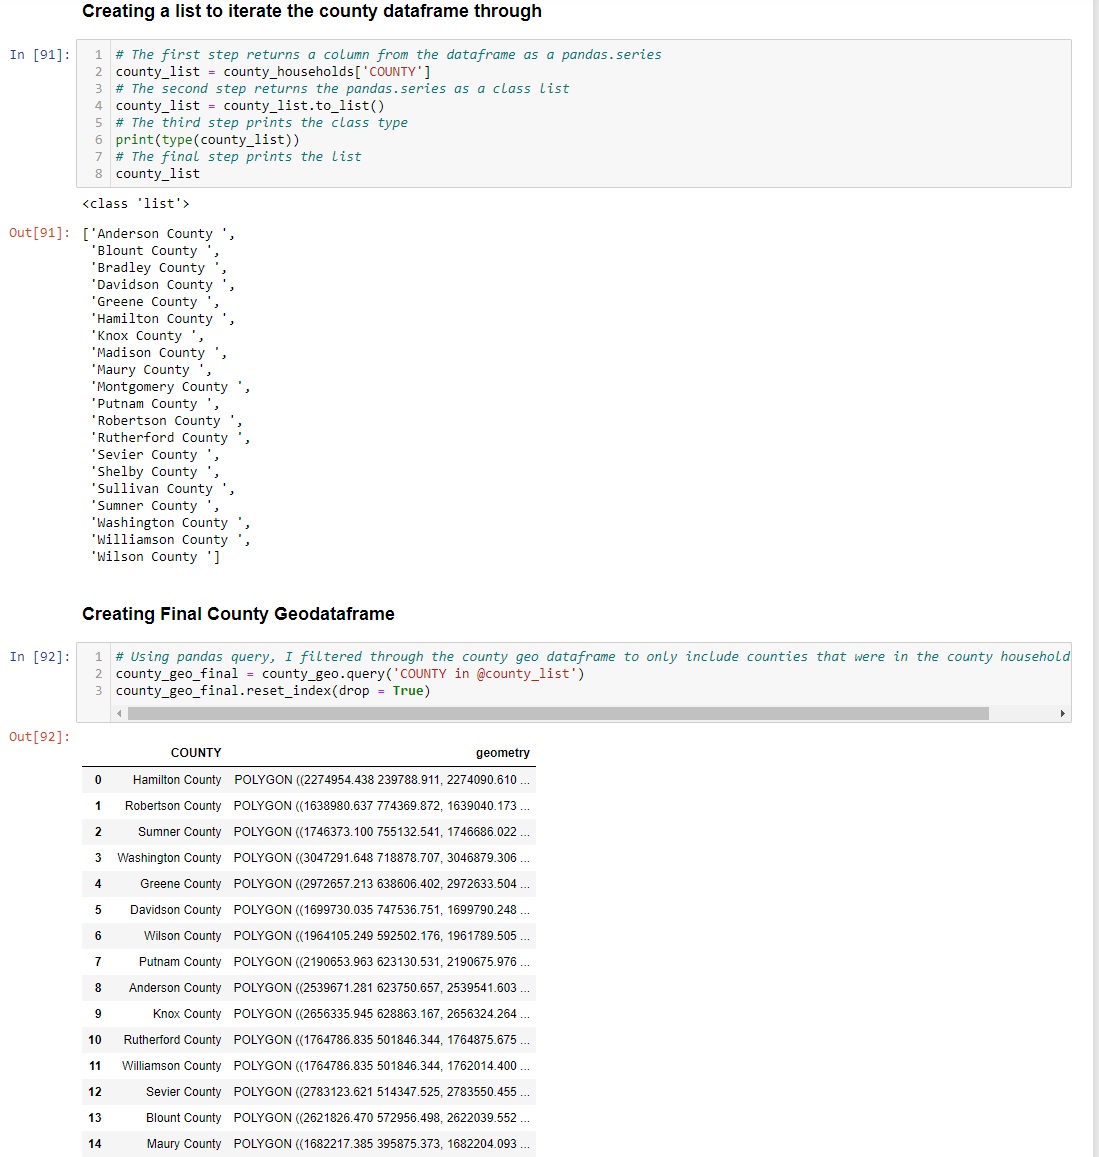 Creating a list to iterate the county dataframe through
In [91]:
1 # The first step returns a column from the dataframe as a pandas.series
2 county_list = county_households['COUNTY']
3 # The second step returns the pandas.series as a class list
4 county_list = county_list.to_list()
5 # The third step prints the class type
6 print(type(county_list))
7 # The final step prints the list
8 county_list
<class 'list'>
Out[91]: ['Anderson County ',
'Blount County ',
'Bradley County ',
'Davidson County ',
'Greene County ',
'Hamilton County ',
'Knox County ',
'Madison County ',
'Maury County ',
'Montgomery County ',
'Putnam County ',
'Robertson County ',
'Rutherford County ',
'Sevier County ',
'Shelby County ',
'Sullivan County ',
'Sumner County ',
'Washington County ',
'Williamson County ',
'Wilson County ']
Creating Final County Geodataframe
In [92]:
1 # Using pandas query, I filtered through the county geo dataframe to only include counties that were in the county household
2 county_geo_final = county_geo.query('COUNTY in @county_list')
3 county_geo_final.reset_index(drop = True)
Out[92]:
COUNTY geometry
0 Hamilton County POLYGON ((2274954.438 239788.911, 2274090.610 ...
1 Robertson County POLYGON ((1638980.637 774369.872, 1639040.173 ...
2 Sumner County POLYGON ((1746373.100 755132.541, 1746686.022 ...
3 Washington County POLYGON ((3047291.648 718878.707, 3046879.306 ...
4 Greene County POLYGON ((2972657.213 638606.402, 2972633.504 ...
5 Davidson County POLYGON ((1699730.035 747536.751, 1699790.248 ...
6 Wilson County POLYGON ((1964105.249 592502.176, 1961789.505 ...
7 Putnam County POLYGON ((2190653.963 623130.531, 2190675.976 ...
8 Anderson County POLYGON ((2539671.281 623750.657, 2539541.603 ...
9 Knox County POLYGON ((2656335.945 628863.167, 2656324.264 ...
10 Rutherford County POLYGON ((1764786.835 501846.344, 1764875.675 ...
11 Williamson County POLYGON ((1764786.835 501846.344, 1762014.400 ...
12 Sevier County POLYGON ((2783123.621 514347.525, 2783550.455 ...
13 Blount County POLYGON ((2621826.470 572956.498, 2622039.552 ...
14 Maury County POLYGON ((1682217.385 395875.373, 1682204.093 ...